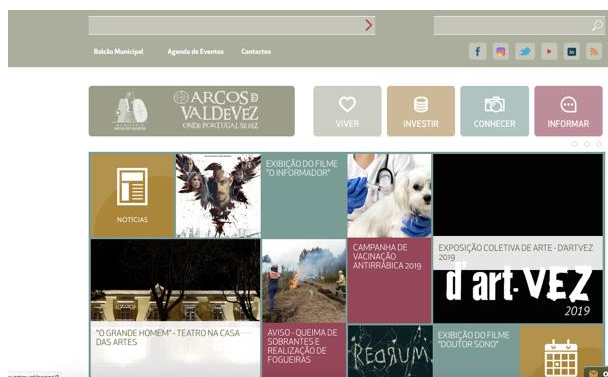 Balcão Municipal
Agenda de Eventos
Contactos
ARCOS DE
VALDEVEZ
ONDE PORTUGAL SE FEZ
VIVER
INVESTIR
CONHECER
INFORMAR
NOTÍCIAS
EXIBIÇÃO DO FILME
"O INFORMADOR"
CAMPANHA DE
VACINAÇÃO
ANTIRRÁBICA 2019
EXPOSIÇÃO COLETIVA DE ARTE - D'ARTVEZ
2019
d'art-VEZ
2019
"O GRANDE HOMEM" - TEATRO NA CASA
DAS ARTES
AVISO - QUEIMA DE
SOBRANTES E
REALIZAÇÃO DE
FOGUEIRAS
REDRUM
EXIBIÇÃO DO FILME
"DOUTOR SONO"